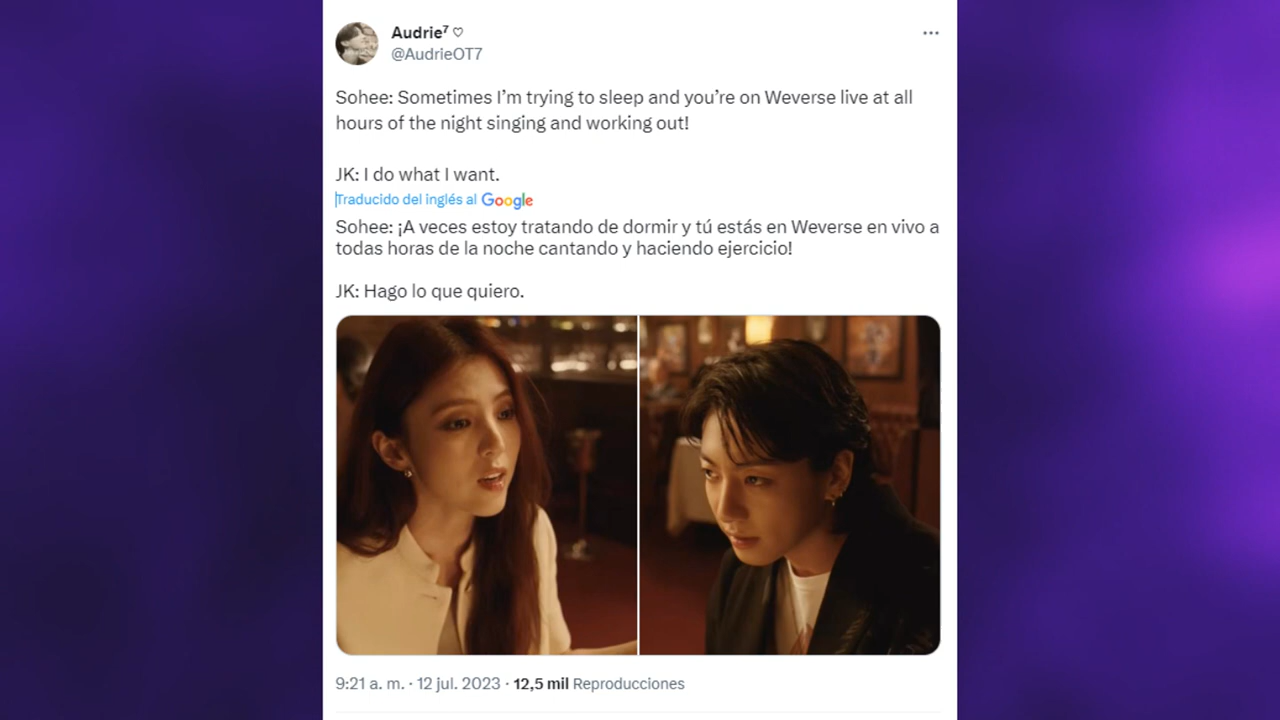 Audrie⁷ ♡
@AudrieOT7
Sohee: Sometimes I’m trying to sleep and you’re on Weverse live at all
hours of the night singing and working out!
JK: I do what I want.
Traducido del inglés al Google
Sohee: ¡A veces estoy tratando de dormir y tú estás en Weverse en vivo a
todas horas de la noche cantando y haciendo ejercicio!
JK: Hago lo que quiero.
9:21 a. m. · 12 jul. 2023 · 12,5 mil Reproducciones